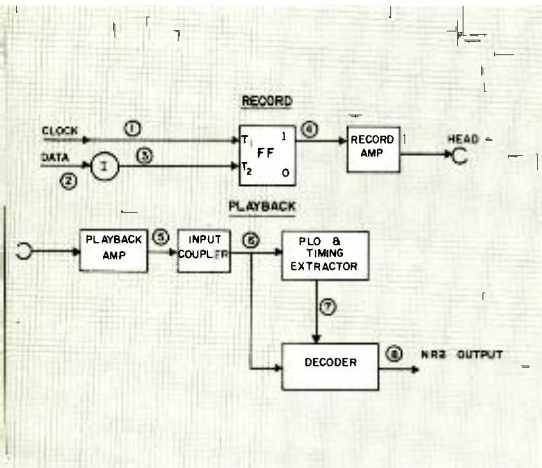 RECORD
CLOCK ① T1 1 ④ RECORD AMP HEAD
DATA ② I ③ FF T2 0
PLAYBACK
PLAYBACK AMP ⑤ INPUT COUPLER ⑥ PLO & TIMING EXTRACTOR
⑦
DECODER ⑧ NRZ OUTPUT